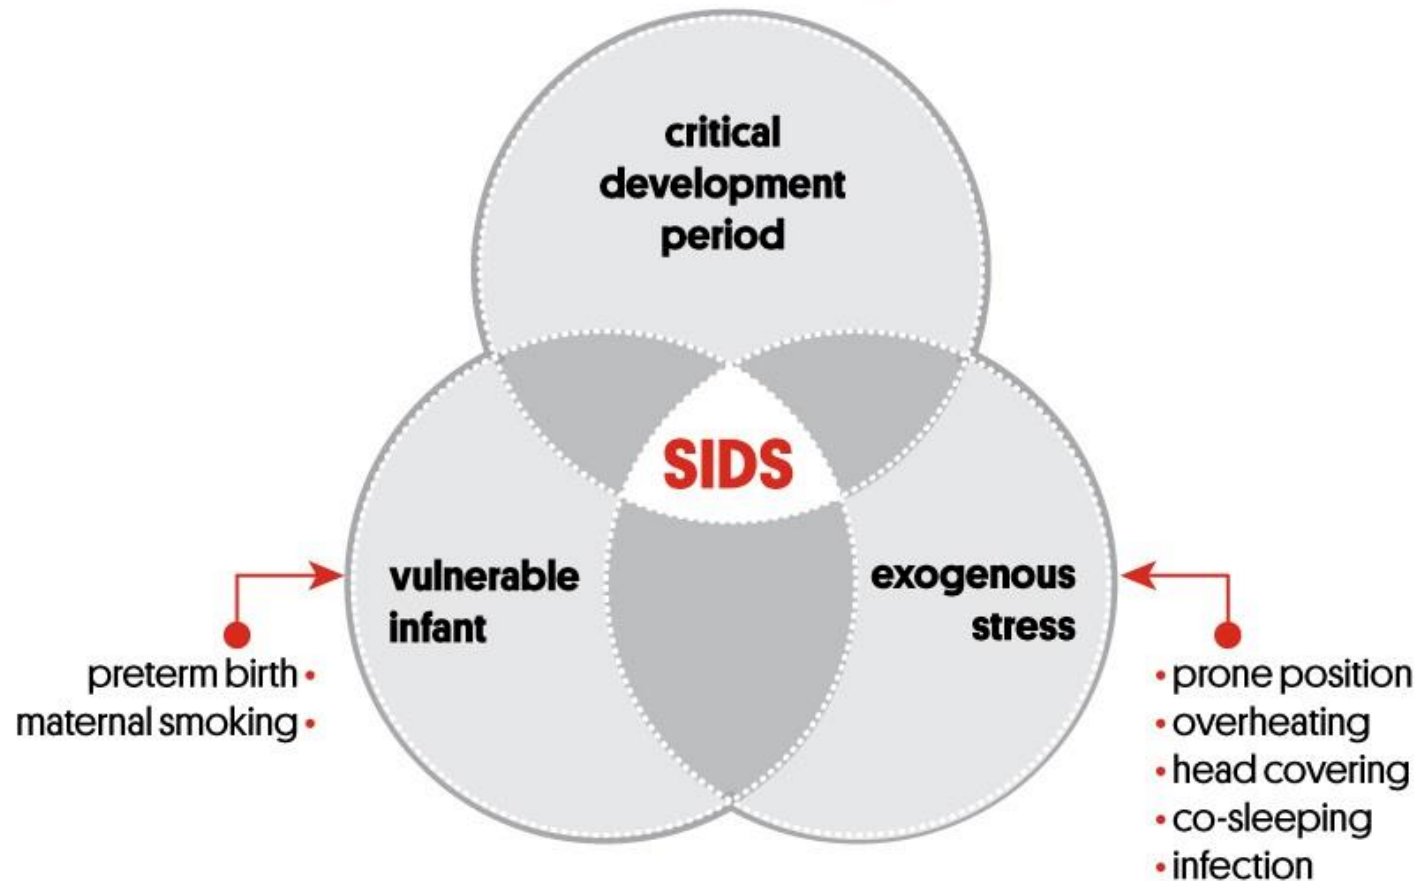 critical
development
period
SIDS
vulnerable
infant
exogenous
stress
preterm birth •
maternal smoking •
• prone position
• overheating
• head covering
• co-sleeping
• infection